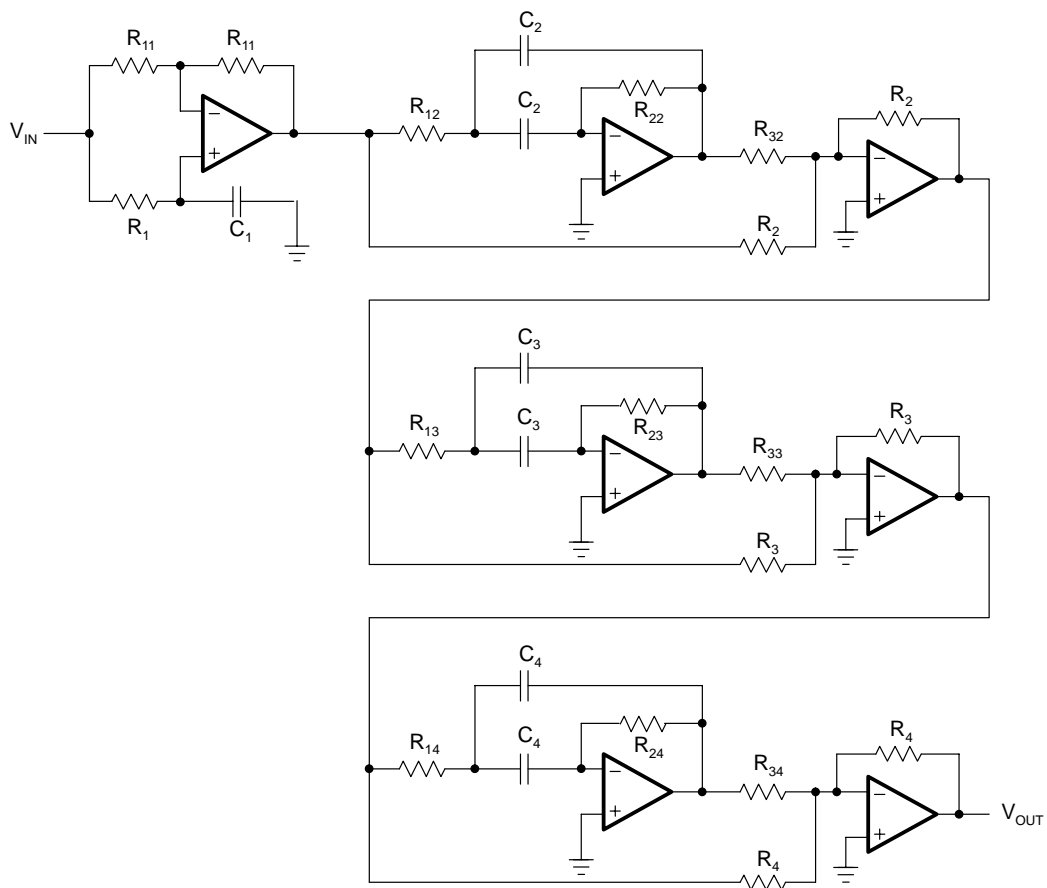 R11
R11
VIN
−
+
R1
C1
C2
R12
C2
R22
−
+
R32
R2
R2
−
+
C3
R13
C3
R23
−
+
R33
R3
R3
−
+
C4
R14
C4
R24
−
+
R34
R4
R4
−
+
VOUT